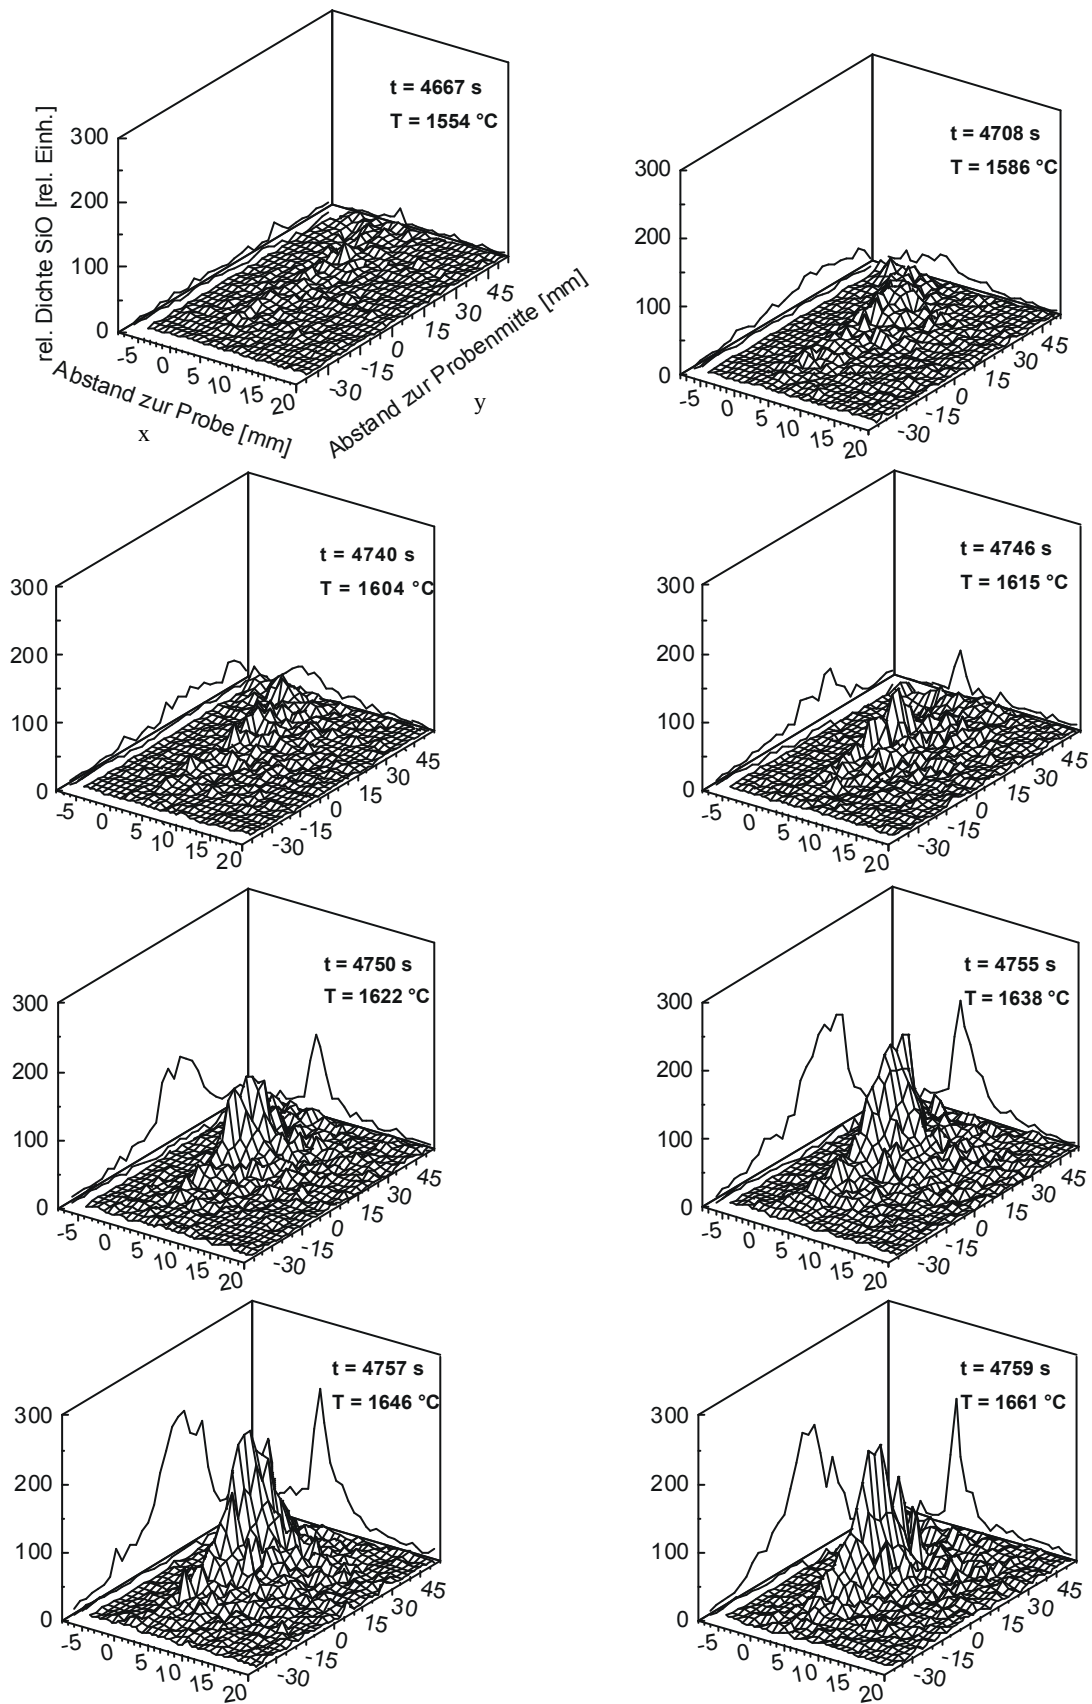 t = 4667 s
T = 1554 °C
rel. Dichte SiO [rel. Einh.]
300
200
100
0
-5 0 5 10 15 20
Abstand zur Probe [mm]
x
-30 -15 0 15 30 45
Abstand zur Probenmitte [mm]
y
t = 4708 s
T = 1586 °C
300
200
100
0
-5 0 5 10 15 20
-30 -15 0 15 30 45
t = 4740 s
T = 1604 °C
300
200
100
0
-5 0 5 10 15 20
-30 -15 0 15 30 45
t = 4746 s
T = 1615 °C
300
200
100
0
-5 0 5 10 15 20
-30 -15 0 15 30 45
t = 4750 s
T = 1622 °C
300
200
100
0
-5 0 5 10 15 20
-30 -15 0 15 30 45
t = 4755 s
T = 1638 °C
300
200
100
0
-5 0 5 10 15 20
-30 -15 0 15 30 45
t = 4757 s
T = 1646 °C
300
200
100
0
-5 0 5 10 15 20
-30 -15 0 15 30 45
t = 4759 s
T = 1661 °C
300
200
100
0
-5 0 5 10 15 20
-30 -15 0 15 30 45